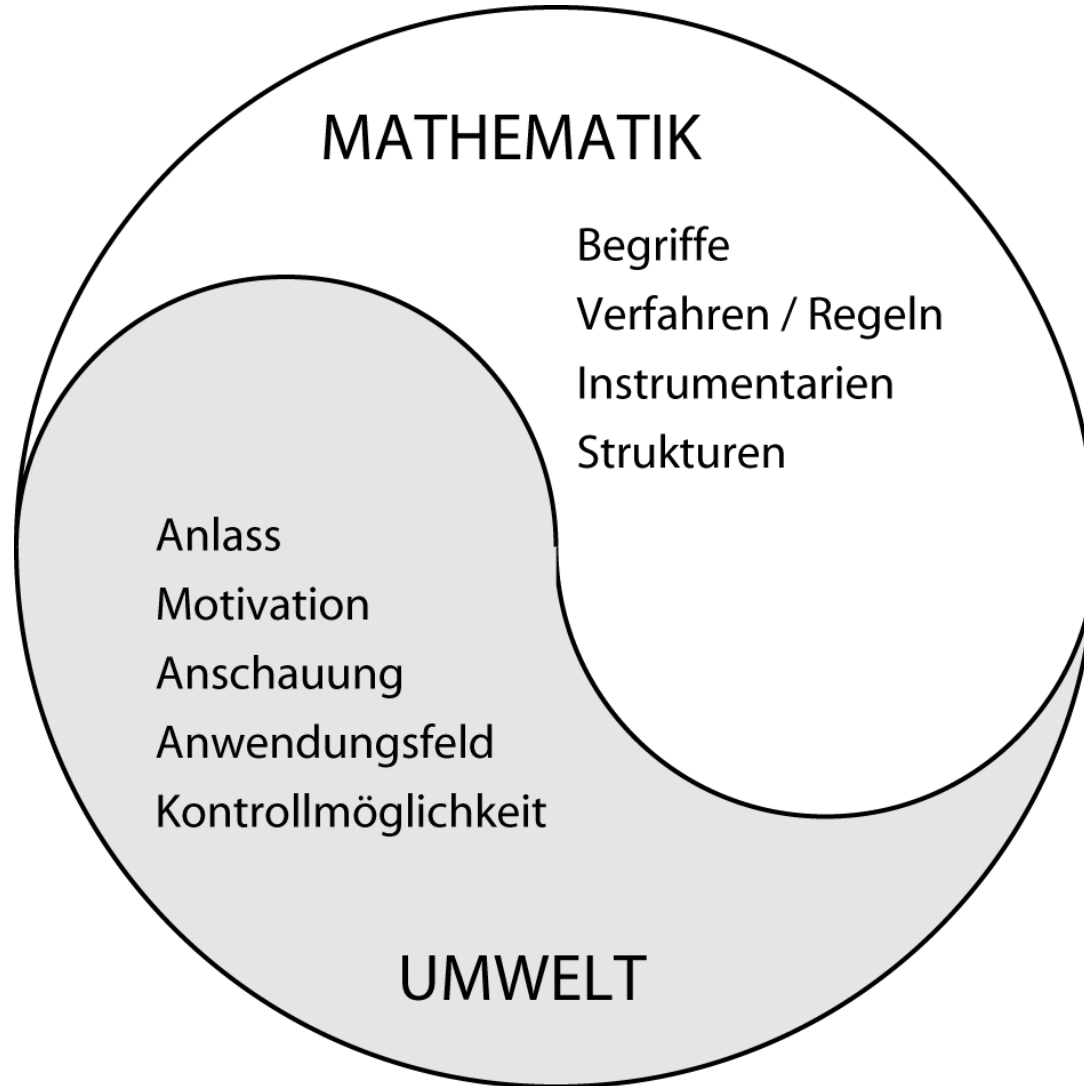 MATHEMATIK
Begriffe
Verfahren / Regeln
Instrumentarien
Strukturen
Anlass
Motivation
Anschauung
Anwendungsfeld
Kontrollmöglichkeit
UMWELT